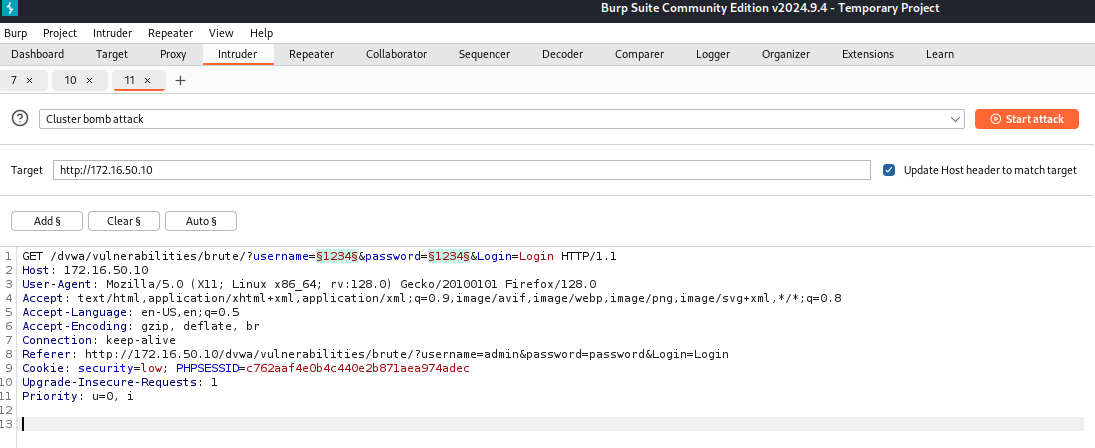 Burp Suite Community Edition v2024.9.4 - Temporary Project
Burp Project Intruder Repeater View Help
Dashboard Target Proxy Intruder Repeater Collaborator Sequencer Decoder Comparer Logger Organizer Extensions Learn
7 × 10 × 11 × +
? Cluster bomb attack Start attack
Target http://172.16.50.10 Update Host header to match target
Add § Clear § Auto §
1 GET /dvwa/vulnerabilities/brute/?username=§1234§&password=§1234§&Login=Login HTTP/1.1
2 Host: 172.16.50.10
3 User-Agent: Mozilla/5.0 (X11; Linux x86_64; rv:128.0) Gecko/20100101 Firefox/128.0
4 Accept: text/html,application/xhtml+xml,application/xml;q=0.9,image/avif,image/webp,image/png,image/svg+xml,*/*;q=0.8
5 Accept-Language: en-US,en;q=0.5
6 Accept-Encoding: gzip, deflate, br
7 Connection: keep-alive
8 Referer: http://172.16.50.10/dvwa/vulnerabilities/brute/?username=admin&password=password&Login=Login
9 Cookie: security=low; PHPSESSID=c762aaf4e0b4c440e2b871aea974adec
10 Upgrade-Insecure-Requests: 1
11 Priority: u=0, i
12
13